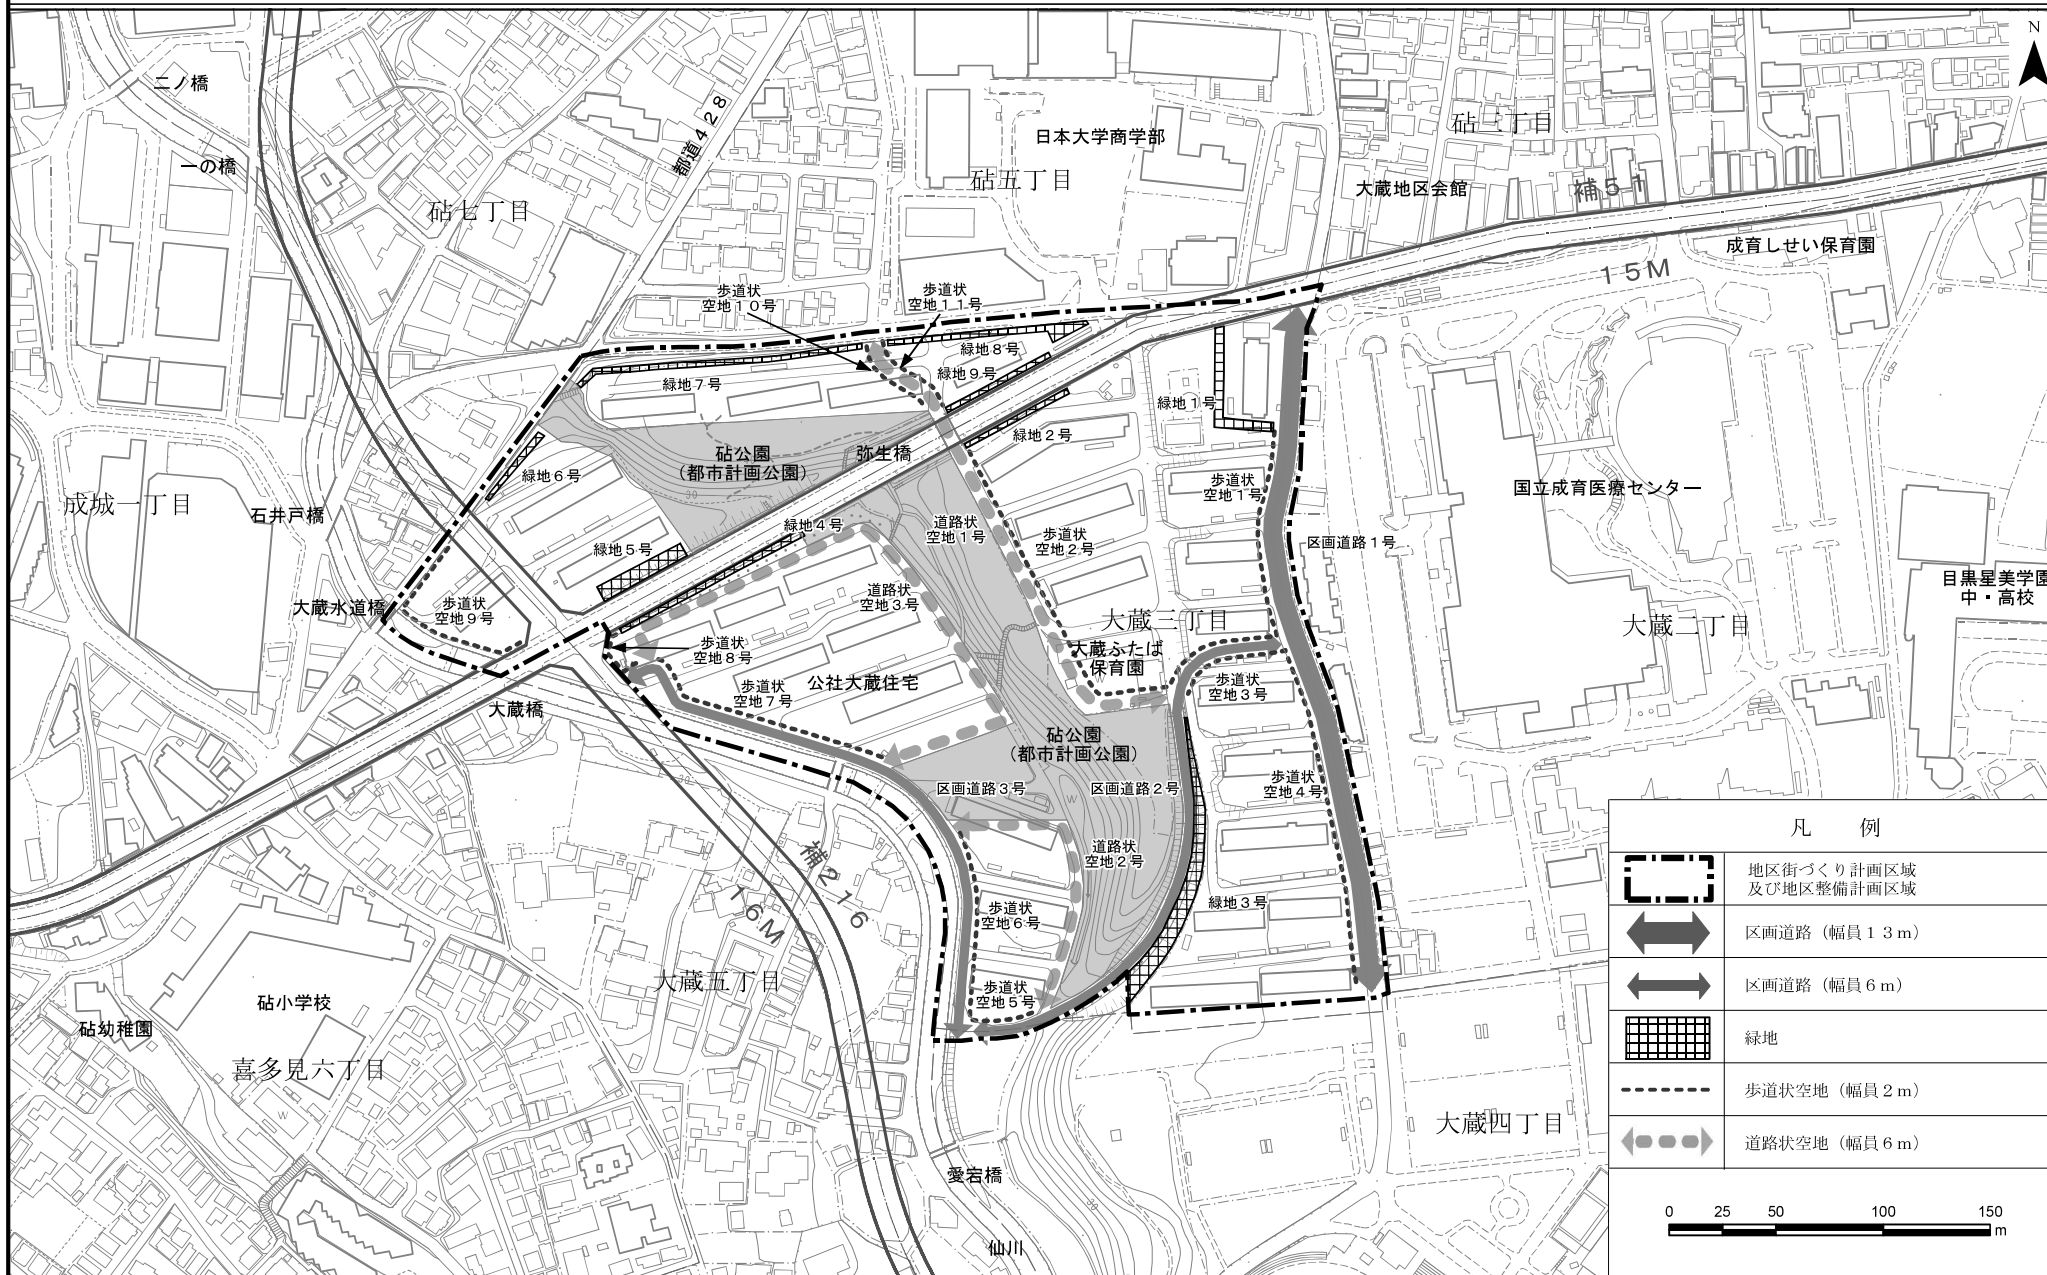 N
二ノ橋
一の橋
都道428
日本大学商学部
砧三丁目
砧五丁目
大蔵地区会館
補51
砧七丁目
成育しせい保育園
15M
歩道状
空地10号
歩道状
空地11号
緑地8号
緑地9号
緑地7号
緑地1号
緑地2号
砧公園
(都市計画公園)
弥生橋
緑地6号
歩道状
空地1号
国立成育医療センター
成城一丁目
石井戸橋
緑地4号
道路状
空地1号
歩道状
空地2号
区画道路1号
緑地5号
目黒星美学園
中・高校
道路状
空地3号
大蔵水道橋
歩道状
空地9号
大蔵三丁目
大蔵二丁目
歩道状
空地8号
大蔵ふたば
保育園
歩道状
空地7号
公社大蔵住宅
歩道状
空地3号
大蔵橋
砧公園
(都市計画公園)
30
30
W
W
区画道路3号
区画道路2号
歩道状
空地4号
道路状
空地2号
補216
16M
歩道状
空地6号
緑地3号
大蔵五丁目
歩道状
空地5号
砧小学校
砧幼稚園
喜多見六丁目
W
大蔵四丁目
愛宕橋
仙川
凡 例
地区街づくり計画区域
及び地区整備計画区域
区画道路(幅員13m)
区画道路(幅員6m)
緑地
歩道状空地(幅員2m)
道路状空地(幅員6m)
0 25 50 100 150
m